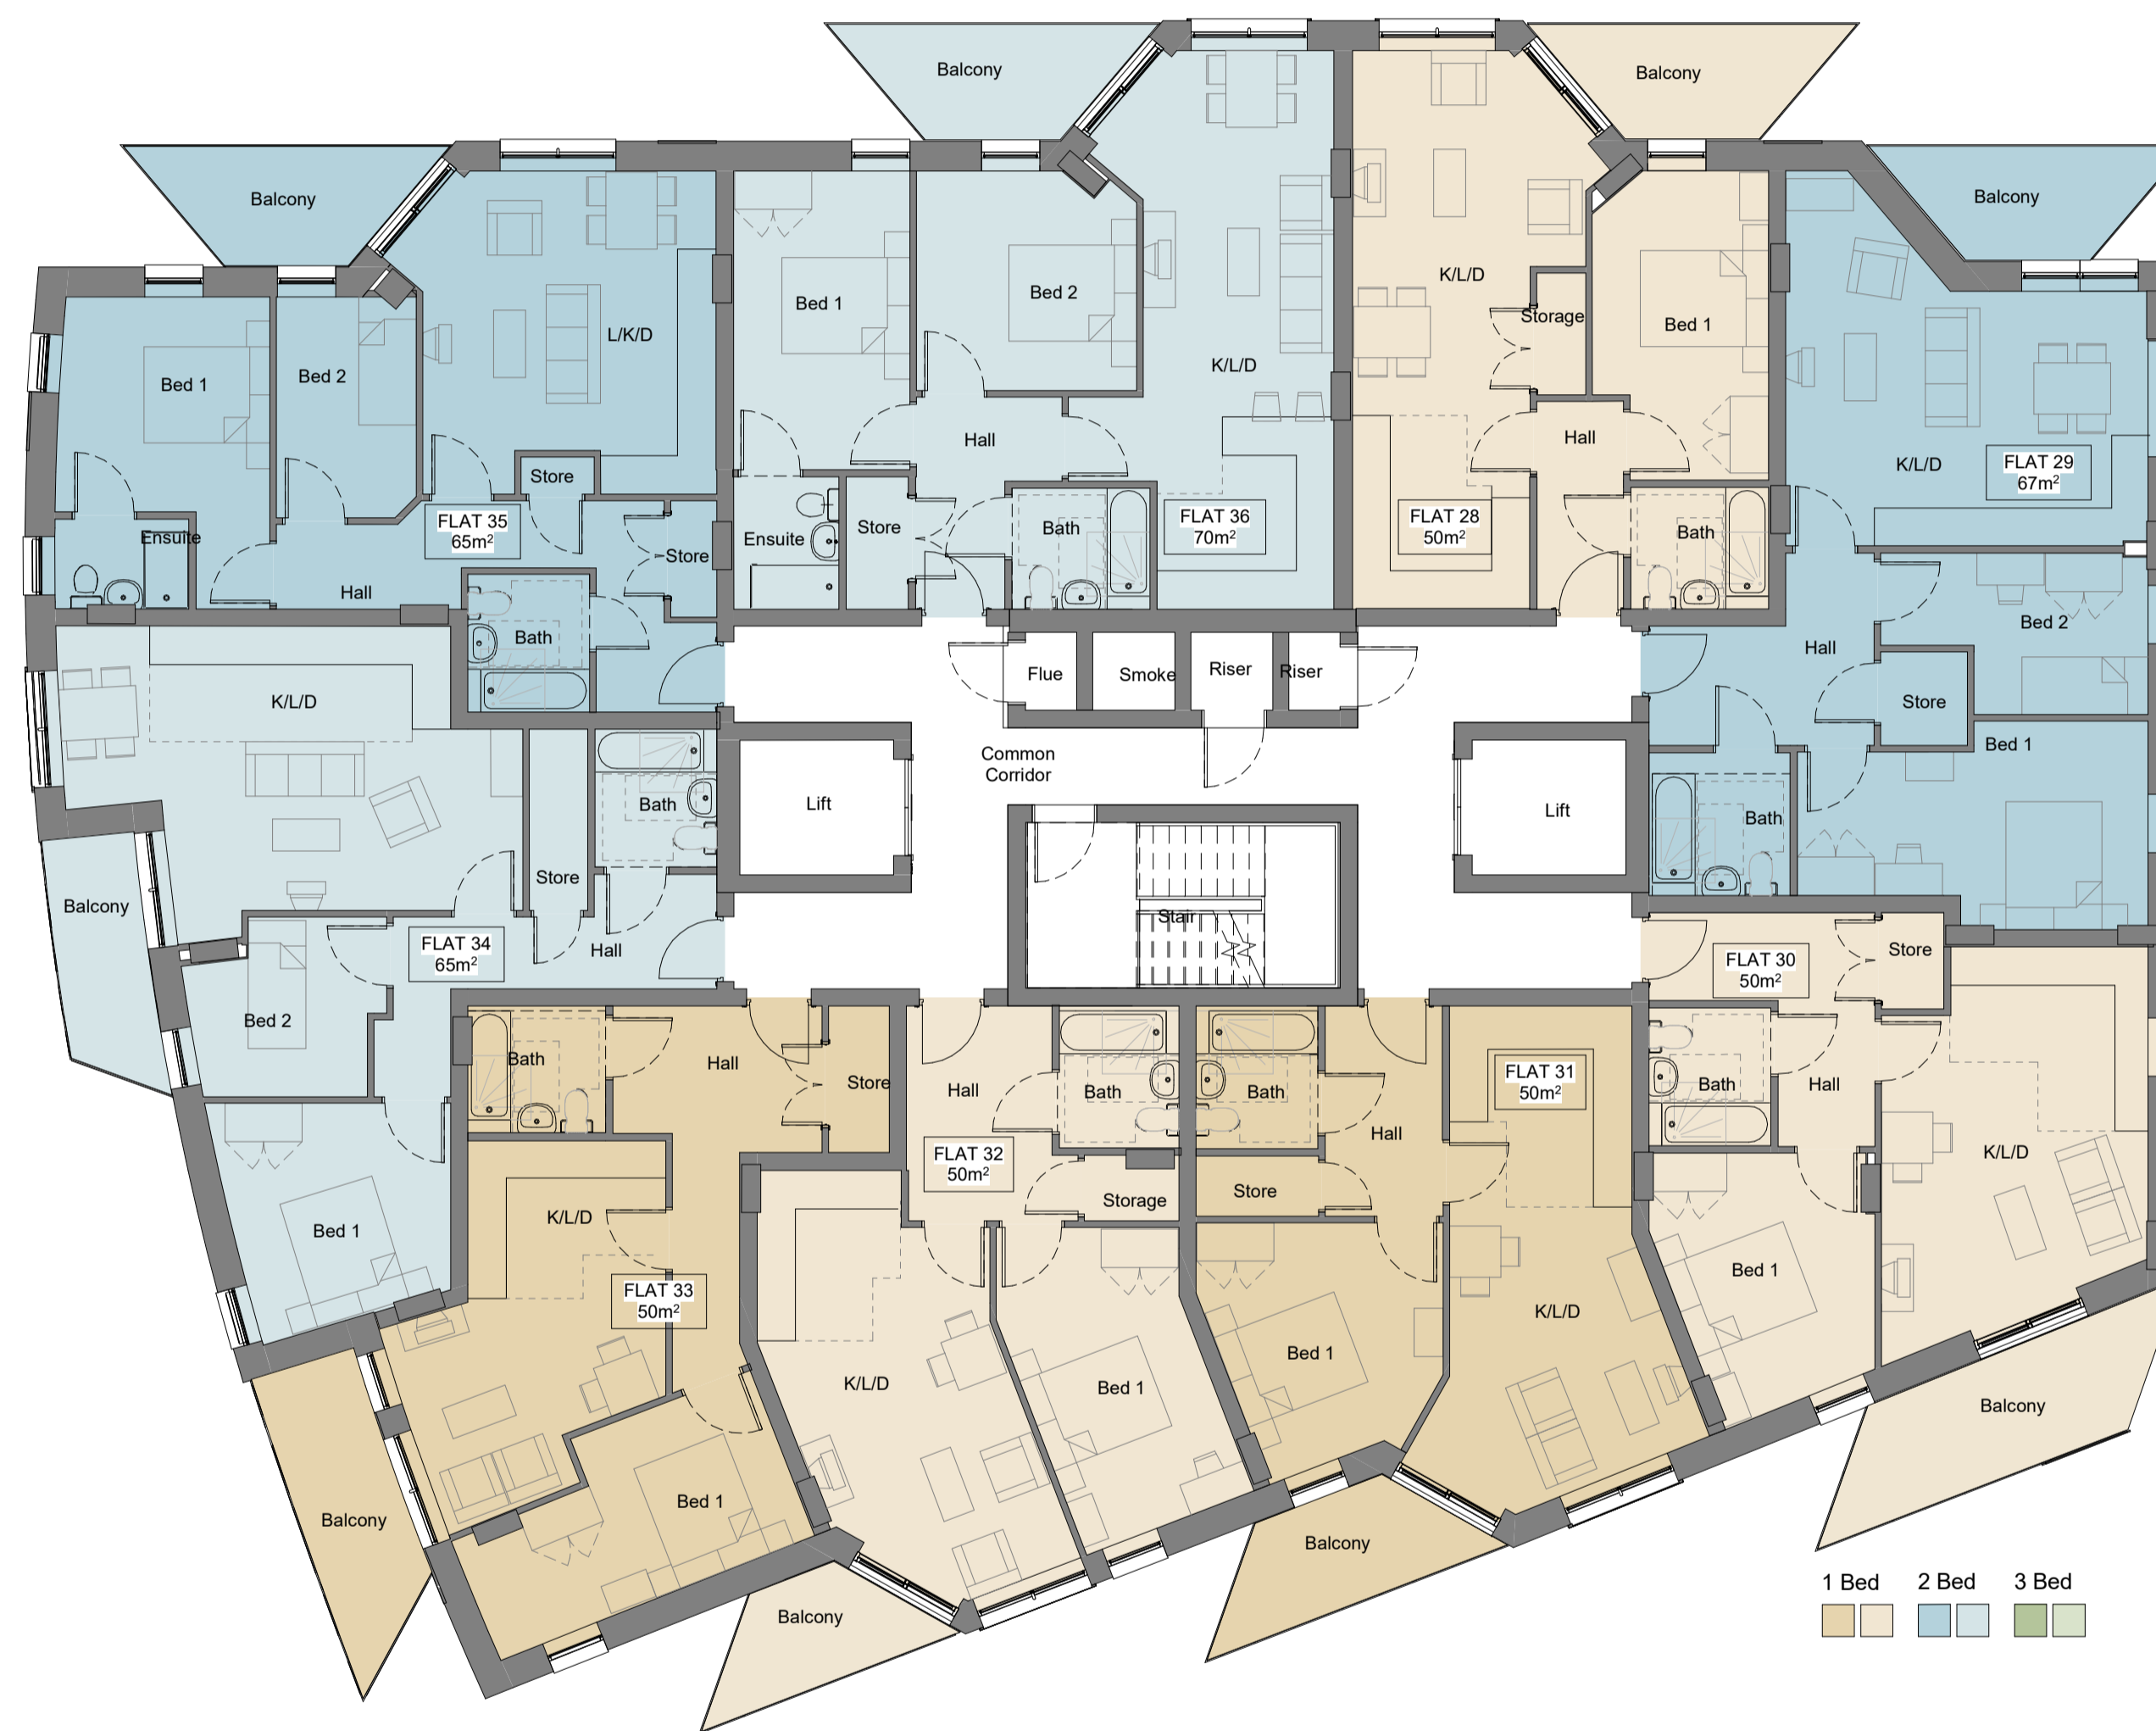 Balcony
Balcony
Balcony
Balcony
Bed 1
Bed 2
L/K/D
Store
Ensuite
FLAT 35
65m²
Hall
Store
Bath
Bed 1
Bed 2
K/L/D
Hall
Ensuite
Store
Bath
FLAT 36
70m²
K/L/D
Storage
Bed 1
Hall
FLAT 28
50m²
Bath
K/L/D
FLAT 29
67m²
Bed 2
Hall
Store
Bed 1
Bath
Flue
Smoke
Riser
Riser
Common
Corridor
Lift
Lift
Stair
K/L/D
Bath
Store
Balcony
FLAT 34
65m²
Hall
Bed 2
Bed 1
Bath
Hall
Store
K/L/D
FLAT 33
50m²
Bed 1
Balcony
Hall
Bath
FLAT 32
50m²
Storage
K/L/D
Bed 1
Balcony
Bath
Hall
Store
FLAT 31
50m²
K/L/D
Bed 1
Balcony
FLAT 30
50m²
Store
Bath
Hall
K/L/D
Bed 1
Balcony
1 Bed 2 Bed 3 Bed